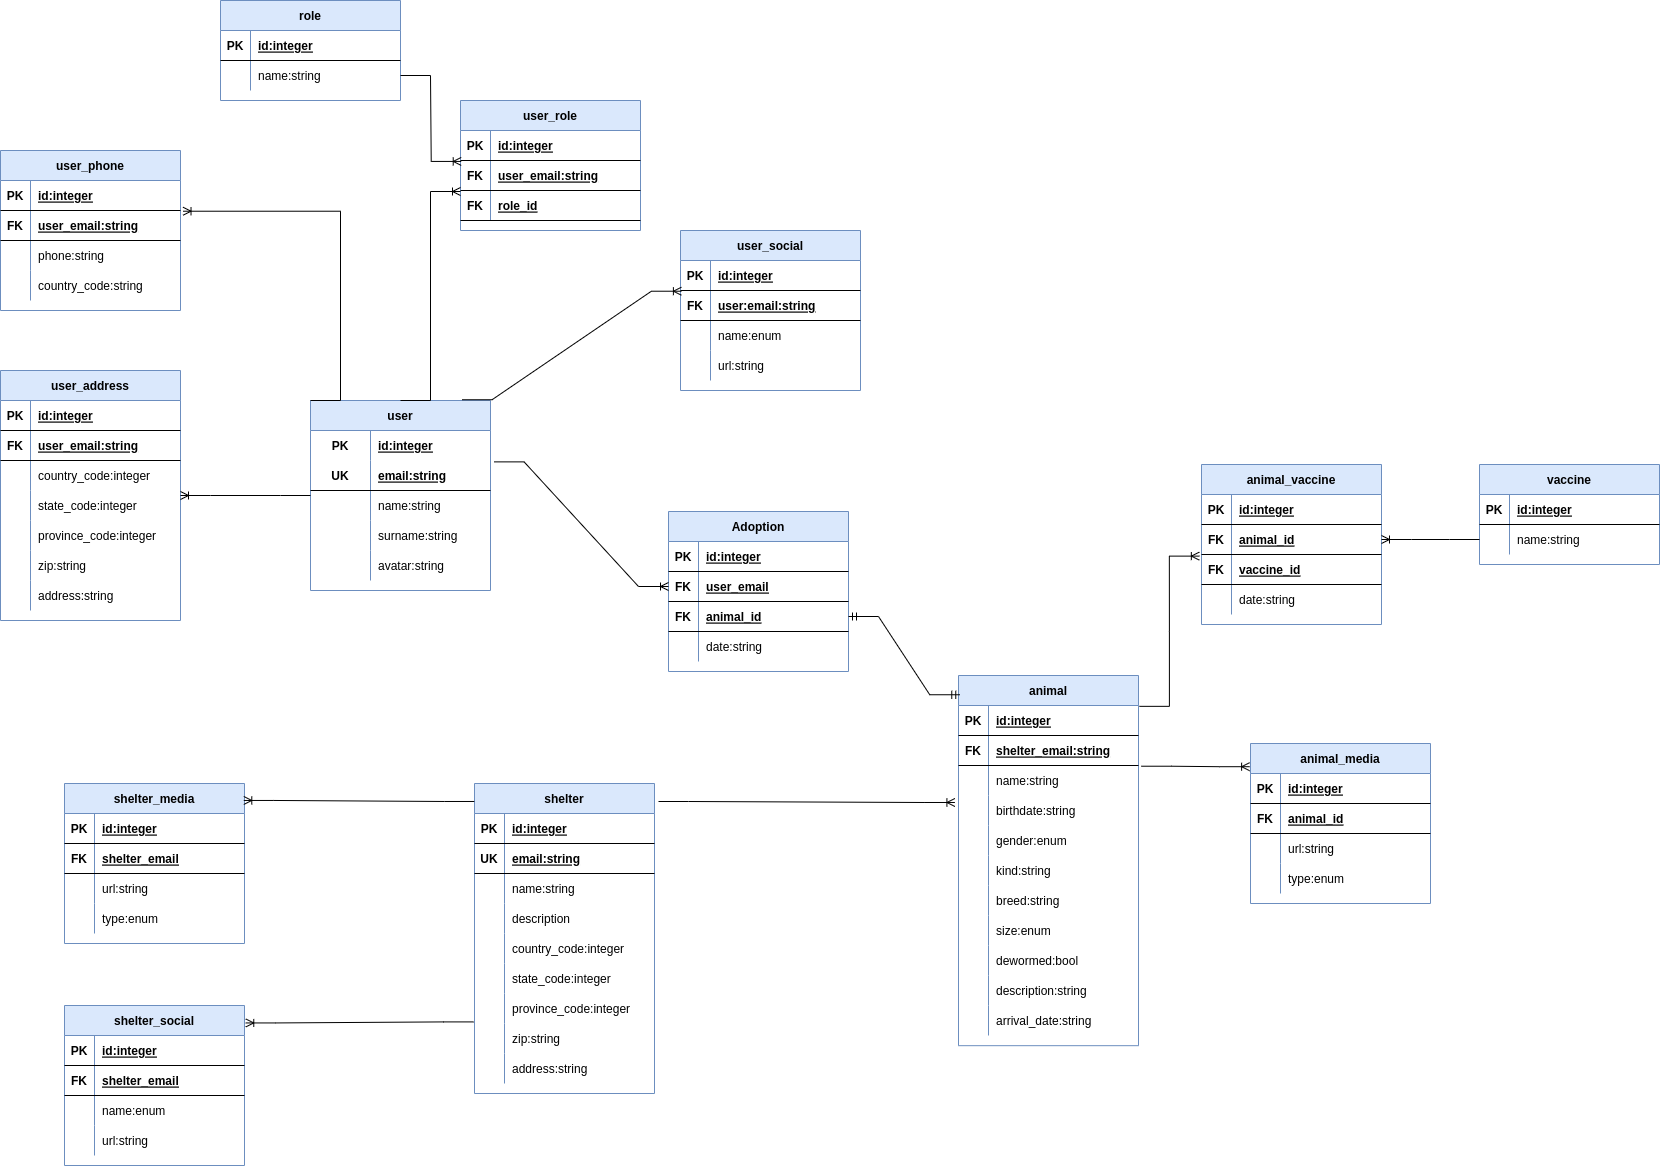 role
PK id:integer
name:string
user_role
PK id:integer
FK user_email:string
FK role_id
user_phone
PK id:integer
FK user_email:string
phone:string
country_code:string
user_social
PK id:integer
FK user:email:string
name:enum
url:string
user_address
PK id:integer
FK user_email:string
country_code:integer
state_code:integer
province_code:integer
zip:string
address:string
user
PK id:integer
UK email:string
name:string
surname:string
avatar:string
Adoption
PK id:integer
FK user_email
FK animal_id
date:string
animal_vaccine
PK id:integer
FK animal_id
FK vaccine_id
date:string
vaccine
PK id:integer
name:string
animal
PK id:integer
FK shelter_email:string
name:string
birthdate:string
gender:enum
kind:string
breed:string
size:enum
dewormed:bool
description:string
arrival_date:string
animal_media
PK id:integer
FK animal_id
url:string
type:enum
shelter_media
PK id:integer
FK shelter_email
url:string
type:enum
shelter
PK id:integer
UK email:string
name:string
description
country_code:integer
state_code:integer
province_code:integer
zip:string
address:string
shelter_social
PK id:integer
FK shelter_email
name:enum
url:string